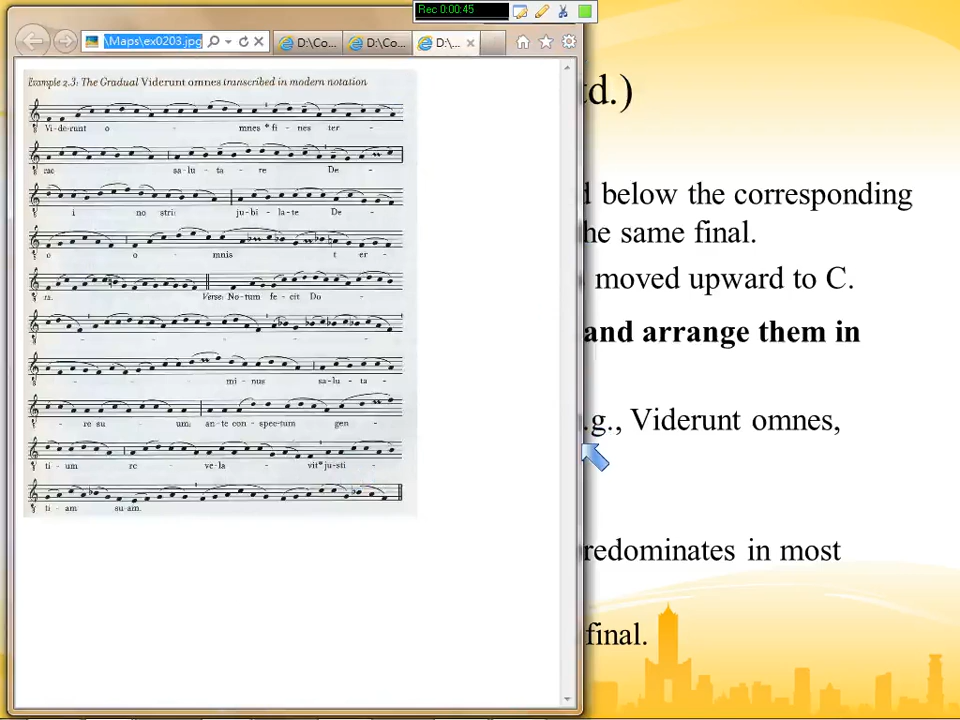 Rec 0:00:45
\Maps\ex0203.jpg
D:\Co...
D:\Co...
D:\...
Example 2.3: The Gradual Viderunt omnes transcribed in modern notation
Vi-de-runt o - mnes * fi - nes ter -
rae sa - lu - ta - re De -
i no stri: ju - bi - la - te De -
o o - mnis t er -
ra. Verse: No-tum fe - cit Do -
- mi - nus sa - lu - ta -
- re su um: an-te con - spec-tum gen -
ti - um re ve-la - vit* ju-sti -
ti - am suam.
td.)
d below the corresponding
he same final.
moved upward to C.
and arrange them in
.g., Viderunt omnes,
redominates in most
final.